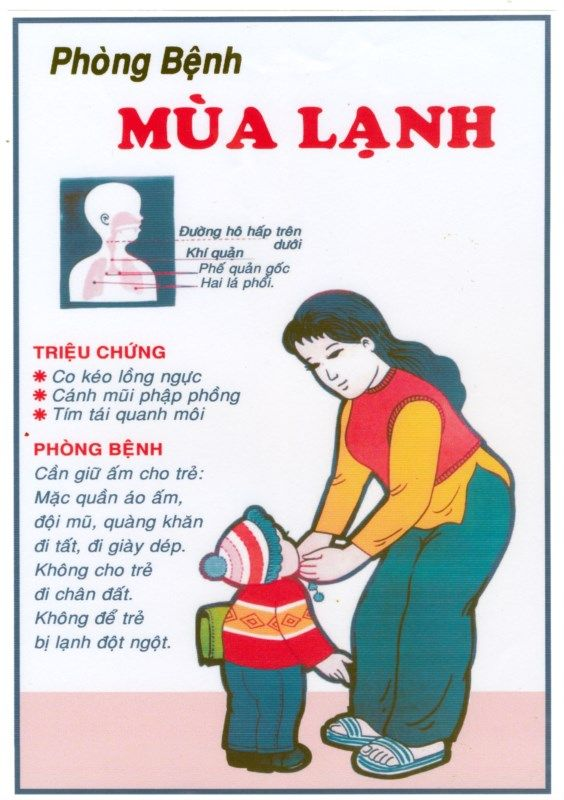 Phòng Bệnh
MÙA LẠNH
Đường hô hấp trên
dưới
Khí quản
Phế quản gốc
Hai lá phổi.
TRIỆU CHỨNG
Co kéo lồng ngực
Cánh mũi phập phồng
Tím tái quanh môi
PHÒNG BỆNH
Cần giữ ấm cho trẻ:
Mặc quần áo ấm,
đội mũ, quàng khăn
đi tất, đi giày dép.
Không cho trẻ
đi chân đất.
Không để trẻ
bị lạnh đột ngột.